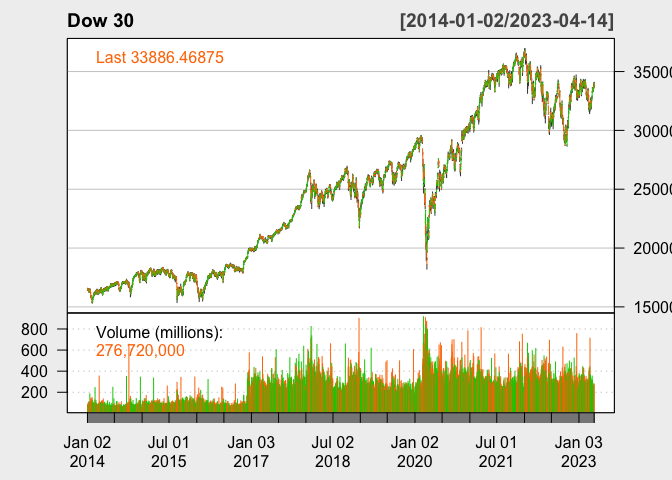 Dow 30 [2014-01-02/2023-04-14]
Last 33886.46875
35000
30000
25000
20000
15000
Volume (millions):
276,720,000
800
600
400
200
Jan 02 2014
Jul 01 2015
Jan 03 2017
Jul 02 2018
Jan 02 2020
Jul 01 2021
Jan 03 2023